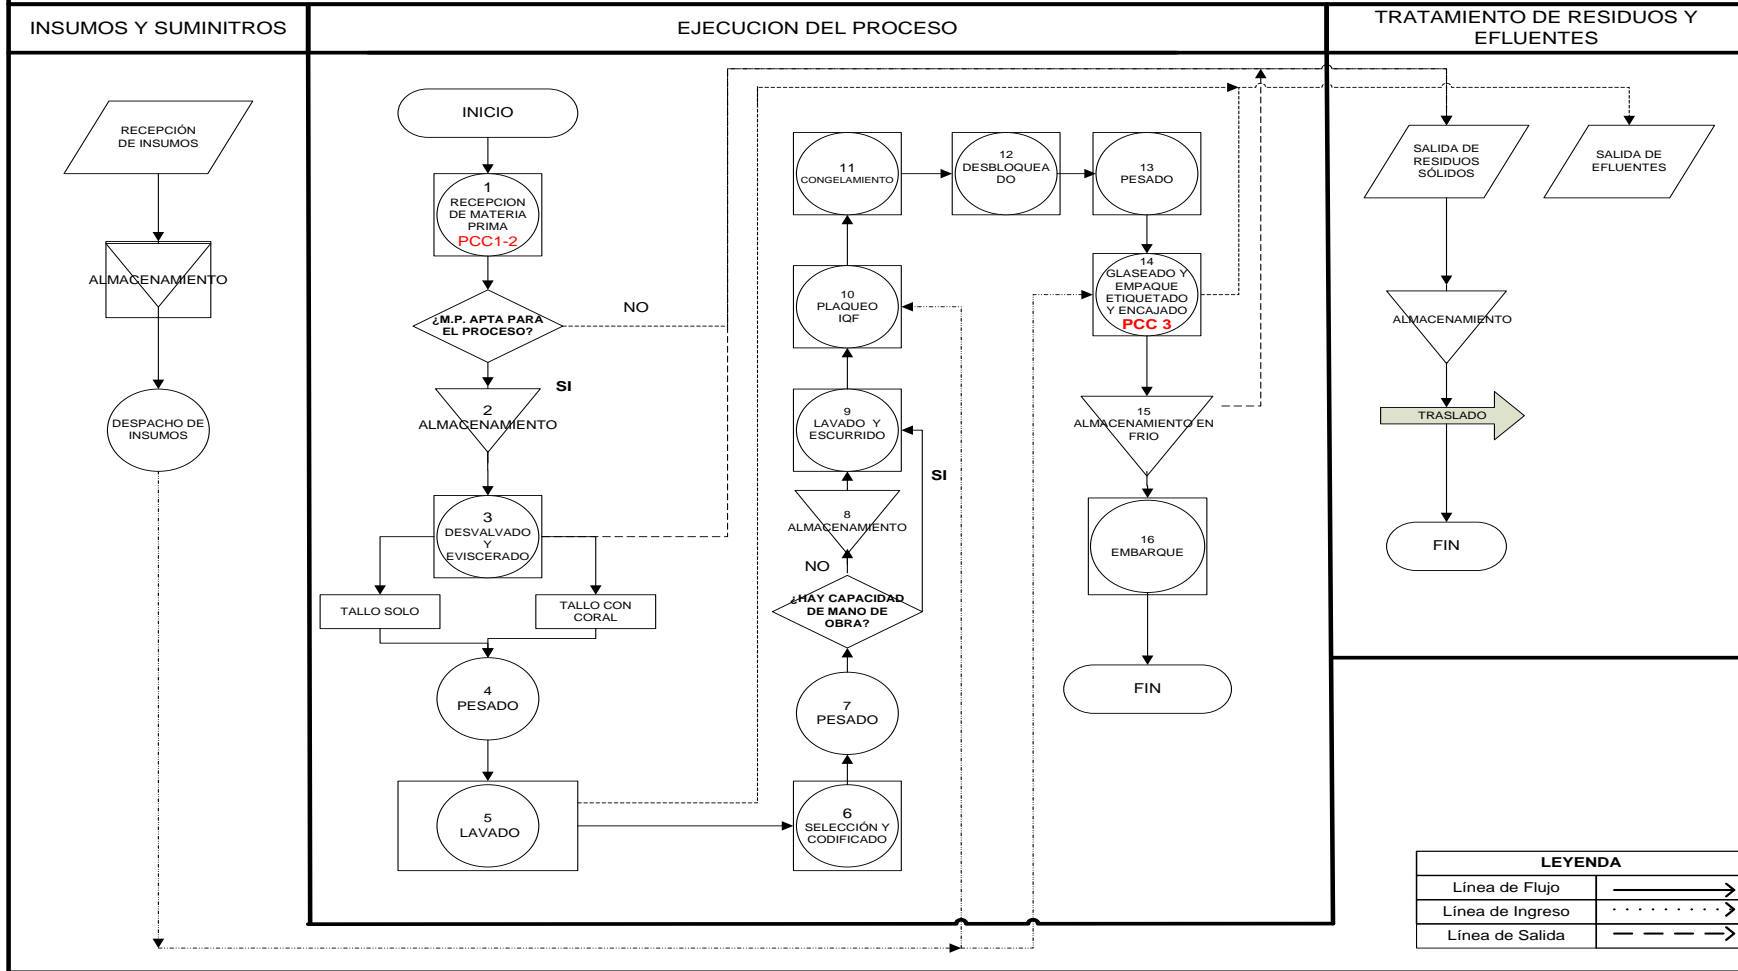 INSUMOS Y SUMINITROS
EJECUCION DEL PROCESO
TRATAMIENTO DE RESIDUOS Y
EFLUENTES
RECEPCIÓN
DE INSUMOS
ALMACENAMIENTO
DESPACHO DE
INSUMOS
INICIO
1
RECEPCION
DE MATERIA
PRIMA
PCC1-2
¿M.P. APTA PARA
EL PROCESO?
NO
SI
2
ALMACENAMIENTO
3
DESVALVADO
Y
EVISCERADO
TALLO SOLO
TALLO CON
CORAL
4
PESADO
5
LAVADO
6
SELECCIÓN Y
CODIFICADO
7
PESADO
¿HAY CAPACIDAD
DE MANO DE
OBRA?
NO
SI
8
ALMACENAMIENTO
9
LAVADO Y
ESCURRIDO
10
PLAQUEO
IQF
11
CONGELAMIENTO
12
DESBLOQUEA
DO
13
PESADO
14
GLASEADO Y
EMPAQUE
ETIQUETADO
Y ENCAJADO
PCC 3
15
ALMACENAMIENTO EN
FRIO
16
EMBARQUE
FIN
SALIDA DE
RESIDUOS
SÓLIDOS
SALIDA DE
EFLUENTES
ALMACENAMIENTO
TRASLADO
FIN
LEYENDA
Línea de Flujo
Línea de Ingreso
Línea de Salida